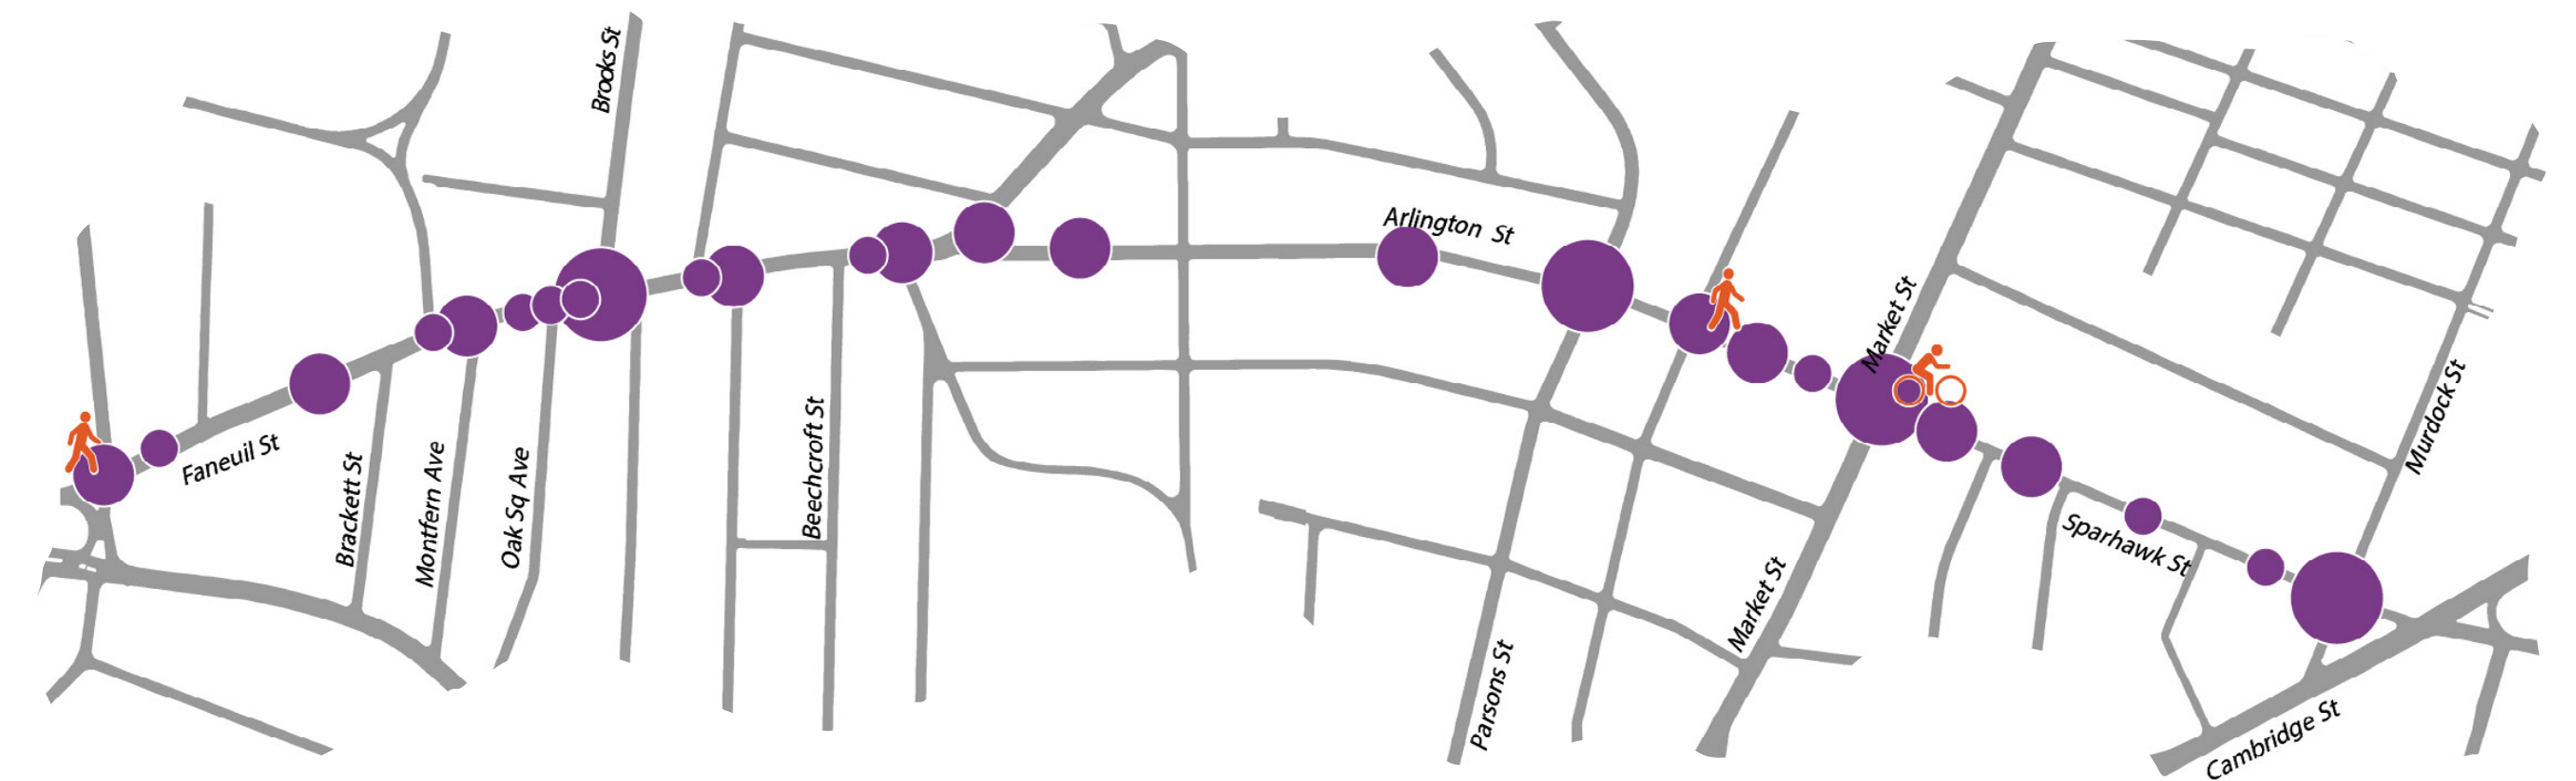 Brooks St
Arlington St
Market St
Murdock St
Faneuil St
Brackett St
Montfern Ave
Oak Sq Ave
Beechcroft St
Sparhawk St
Market St
Parsons St
Cambridge St